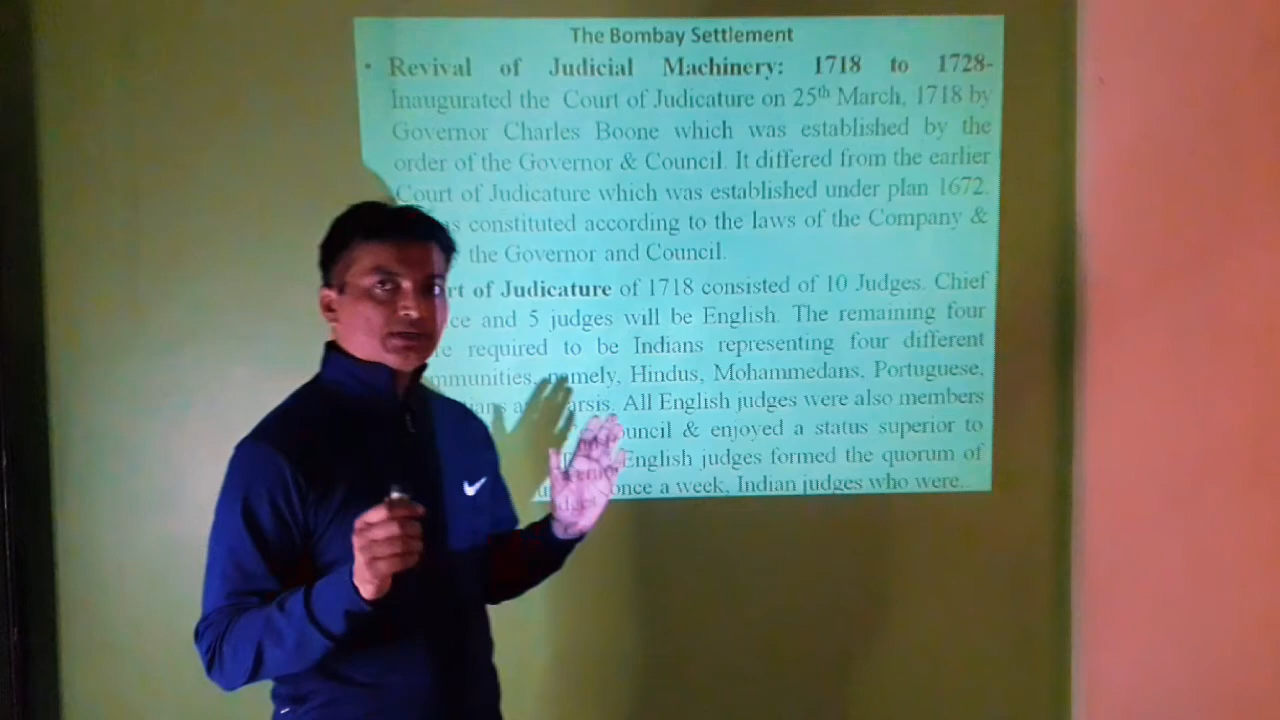 The Bombay Settlement
• Revival of Judicial Machinery: 1718 to 1728-
Inaugurated the Court of Judicature on 25th March, 1718 by
Governor Charles Boone which was established by the
order of the Governor & Council. It differed from the earlier
Court of Judicature which was established under plan 1672.
constituted according to the laws of the Company &
the Governor and Council.
of Judicature of 1718 consisted of 10 Judges. Chief
and 5 judges will be English. The remaining four
required to be Indians representing four different
namely, Hindus, Mohammedans, Portuguese,
All English judges were also members
& enjoyed a status superior to
English judges formed the quorum of
once a week, Indian judges who were..